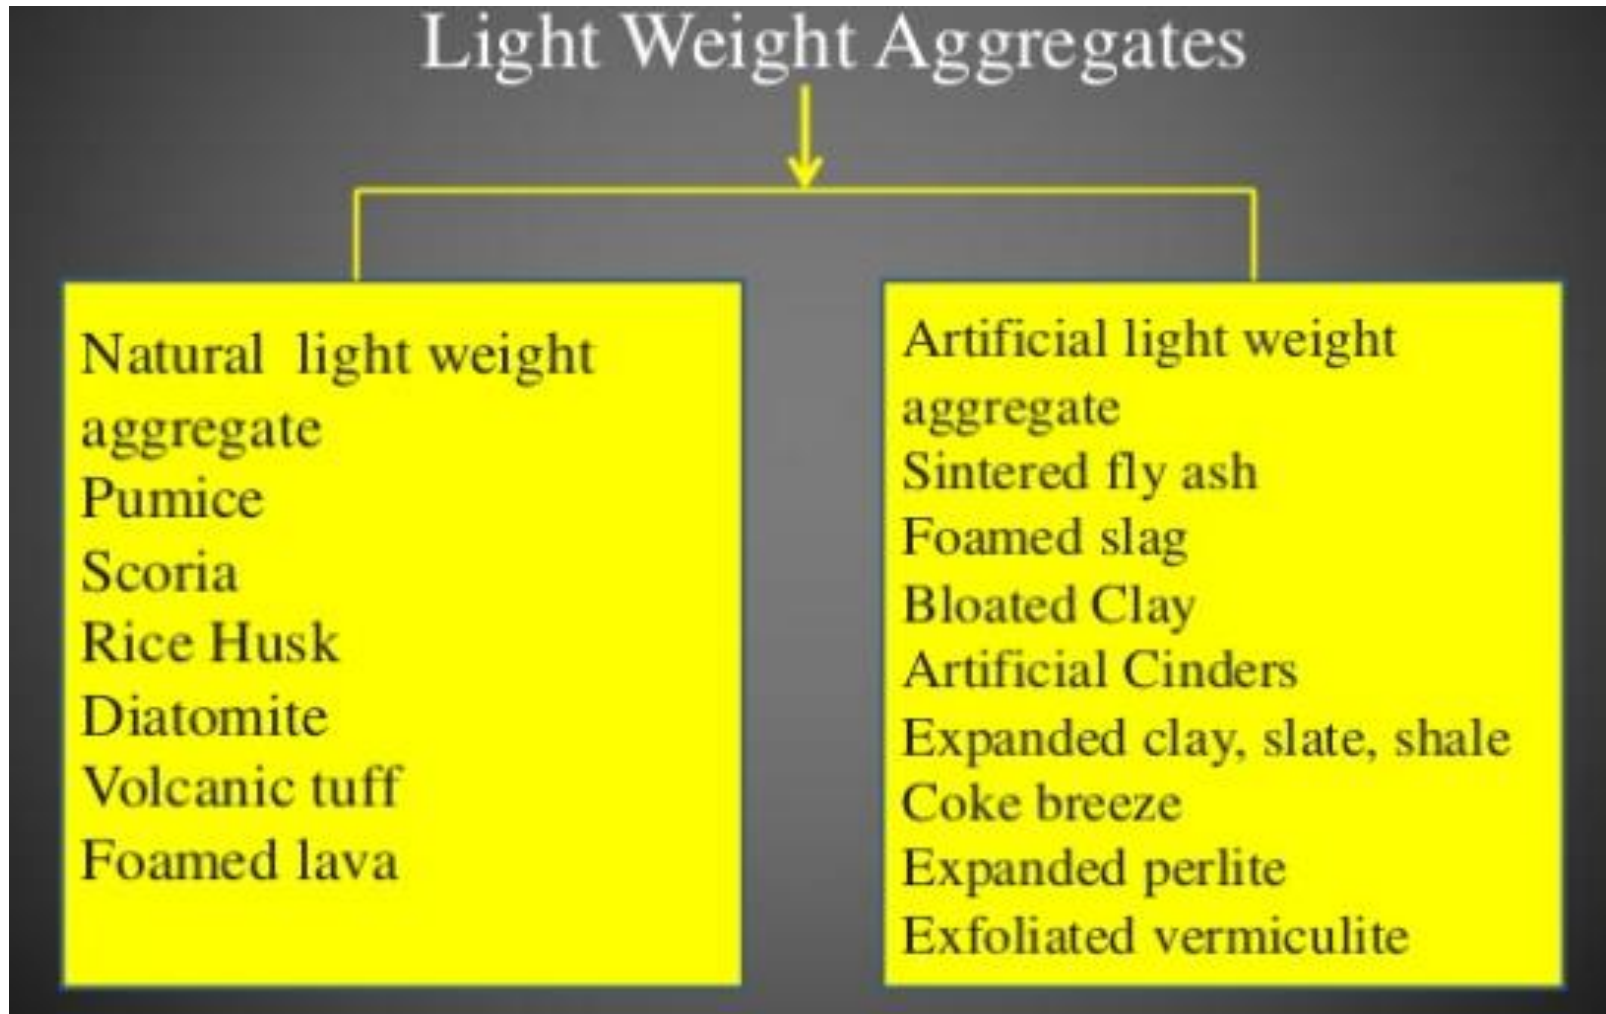 Light Weight Aggregates
Natural light weight
aggregate
Pumice
Scoria
Rice Husk
Diatomite
Volcanic tuff
Foamed lava
Artificial light weight
aggregate
Sintered fly ash
Foamed slag
Bloated Clay
Artificial Cinders
Expanded clay, slate, shale
Coke breeze
Expanded perlite
Exfoliated vermiculite